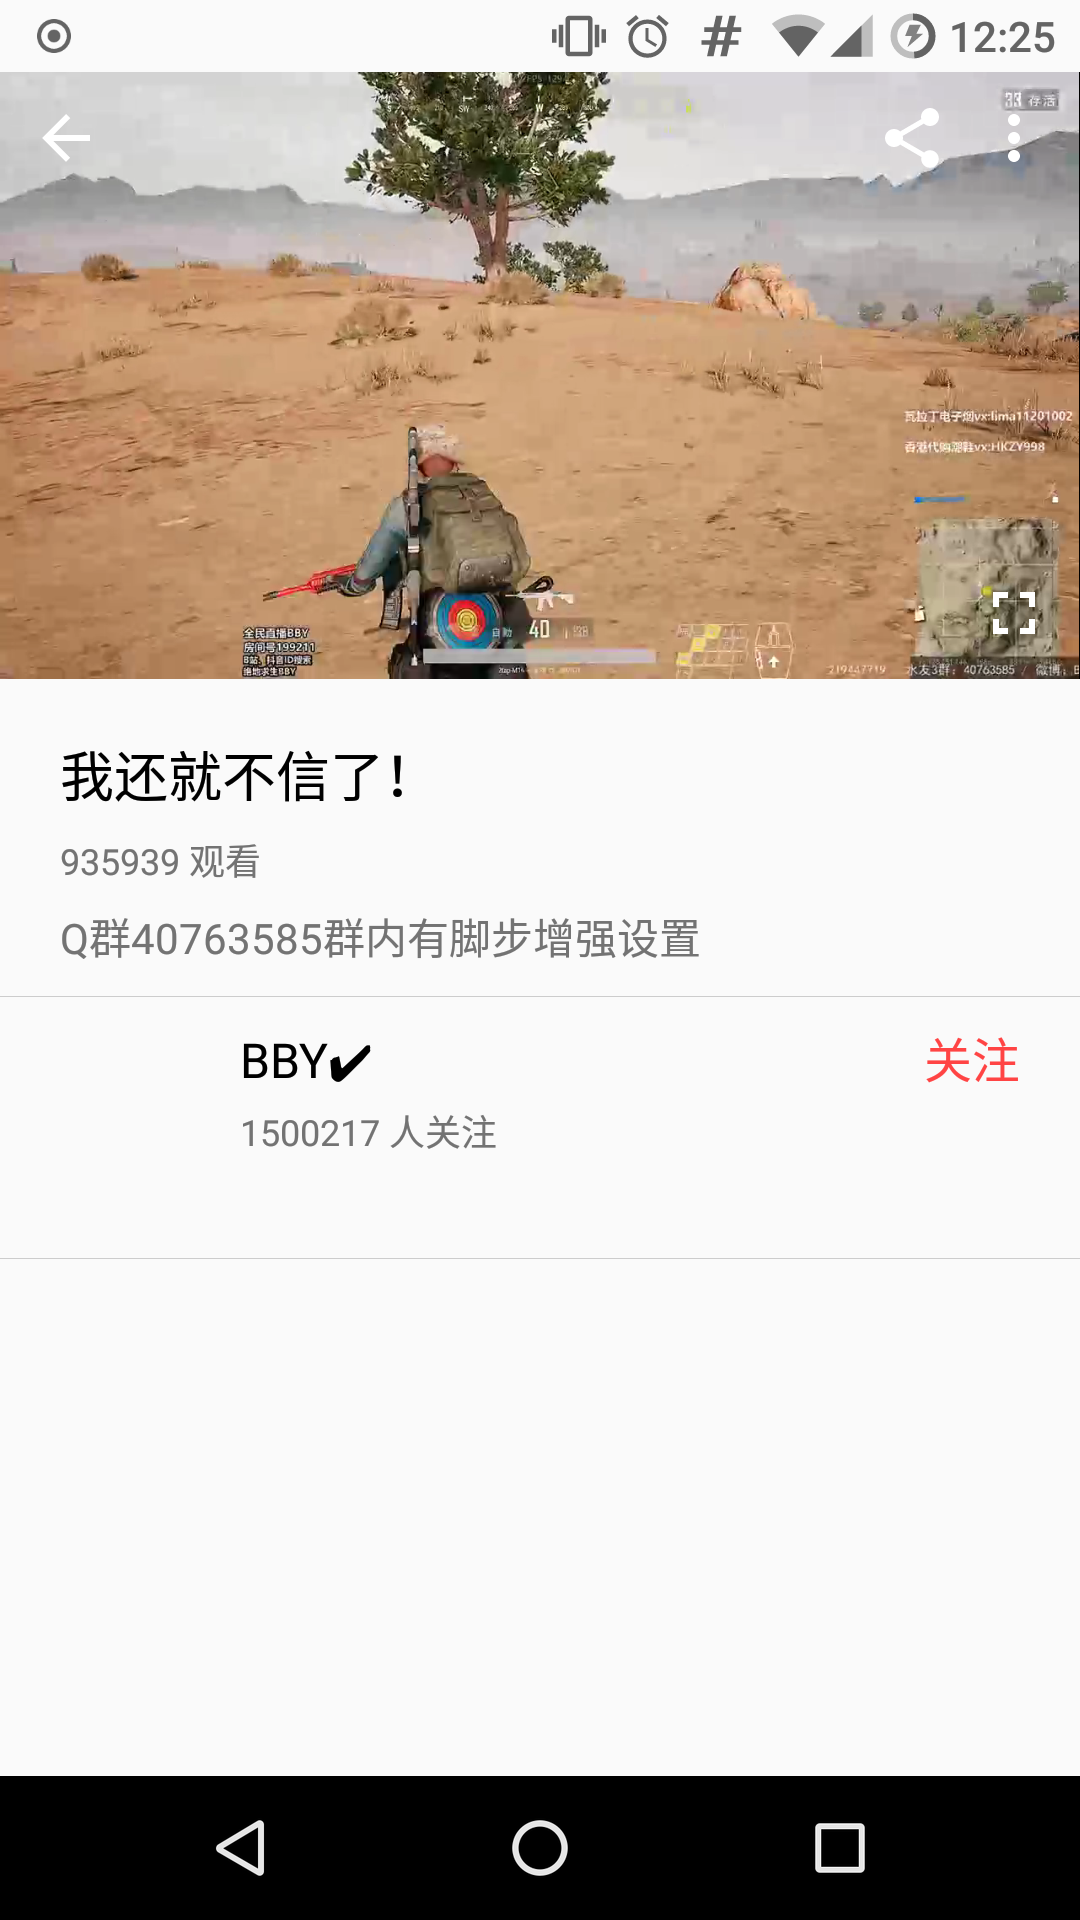 12:25
33 存活
瓦拉丁电子烟vx:lima11201002
香港代购潮鞋vx:HKZY998
全民直播BBY
房间号199211
B站、抖音ID搜索
绝地求生BBY
自動 40
219447719 水友3群：40763585 / 微博：B
我还就不信了！
935939 观看
Q群40763585群内有脚步增强设置
BBY✔
关注
1500217 人关注